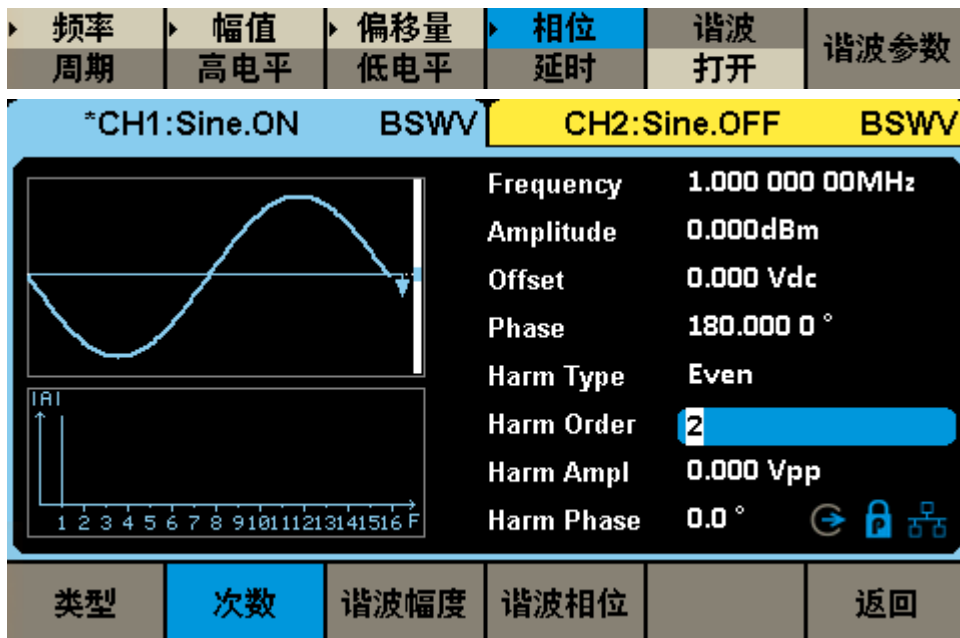 频率 幅值 偏移量 相位 谐波 谐波参数
周期 高电平 低电平 延时 打开
*CH1:Sine.ON BSWV CH2:Sine.OFF BSWV
Frequency 1.000 000 00MHz
Amplitude 0.000dBm
Offset 0.000 Vdc
Phase 180.000 0 °
Harm Type Even
|A|
Harm Order 2
Harm Ampl 0.000 Vpp
1 2 3 4 5 6 7 8 9 10 11 12 13 14 15 16 F
Harm Phase 0.0 °
P
类型 次数 谐波幅度 谐波相位 返回